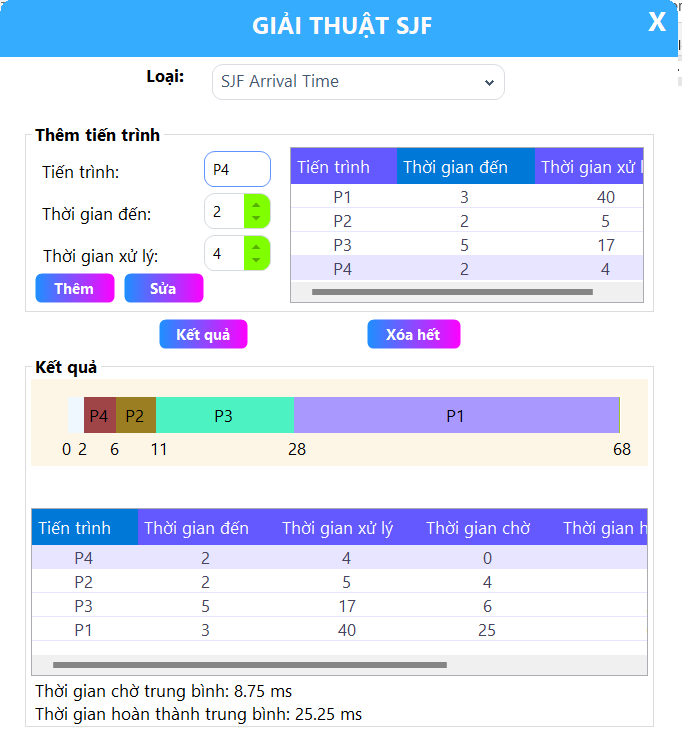 GIẢI THUẬT SJF X
Loại: SJF Arrival Time
Thêm tiến trình
Tiến trình: P4
Thời gian đến: 2
Thời gian xử lý: 4
Thêm Sửa
Tiến trình Thời gian đến Thời gian xử l
P1 3 40
P2 2 5
P3 5 17
P4 2 4
Kết quả Xóa hết
Kết quả
P4 P2 P3 P1
0 2 6 11 28 68
Tiến trình Thời gian đến Thời gian xử lý Thời gian chờ Thời gian h
P4 2 4 0
P2 2 5 4
P3 5 17 6
P1 3 40 25
Thời gian chờ trung bình: 8.75 ms
Thời gian hoàn thành trung bình: 25.25 ms